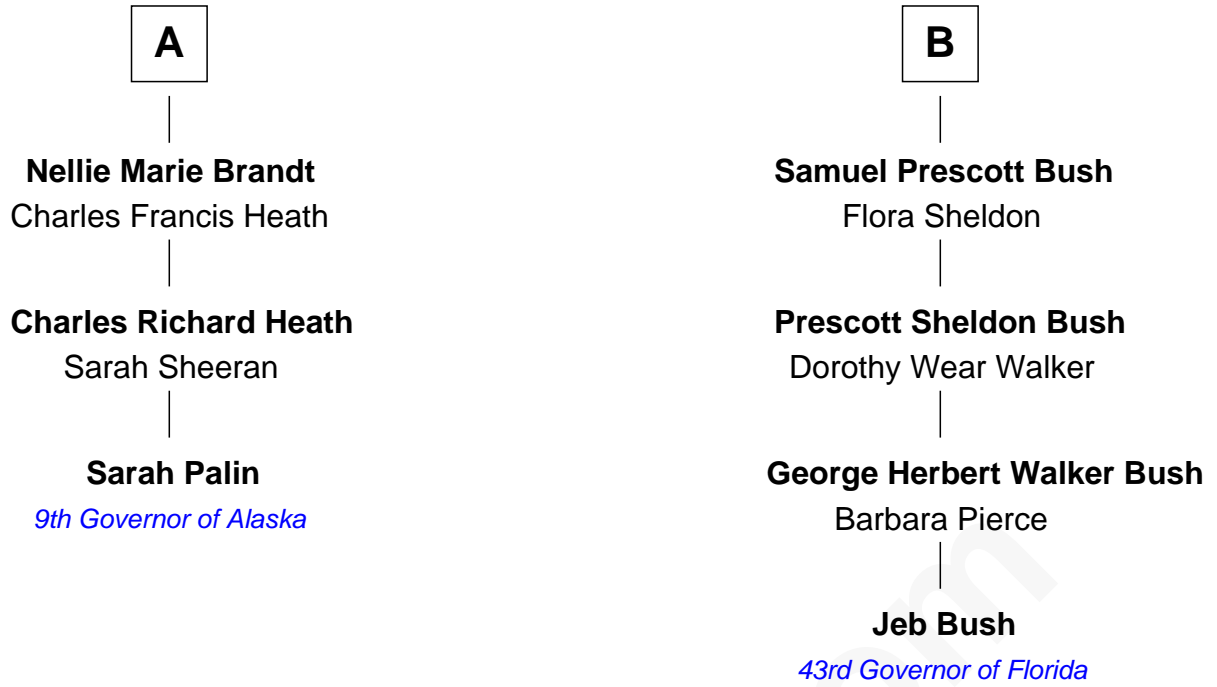 A
Nellie Marie Brandt
Charles Francis Heath
Charles Richard Heath
Sarah Sheeran
Sarah Palin
9th Governor of Alaska
B
Samuel Prescott Bush
Flora Sheldon
Prescott Sheldon Bush
Dorothy Wear Walker
George Herbert Walker Bush
Barbara Pierce
Jeb Bush
43rd Governor of Florida